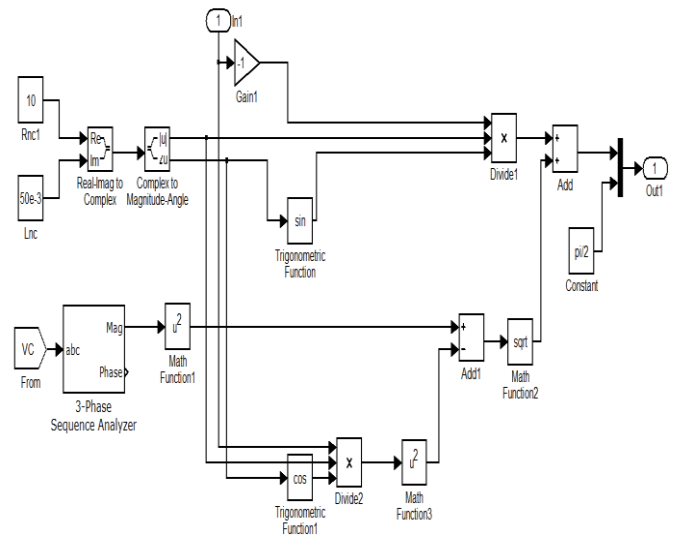 1
In1
-1
Gain1
10
Rnc1
Re
Im
Real-Imag to
Complex
|u|
∠u
Complex to
Magnitude-Angle
50e-3
Lnc
×
Divide1
+
+
Add
1
Out1
sin
Trigonometric
Function
pi/2
Constant
VC
From
abc
Mag
Phase
3-Phase
Sequence Analyzer
u²
Math
Function1
+
−
Add1
sqrt
Math
Function2
cos
Trigonometric
Function1
×
Divide2
u²
Math
Function3